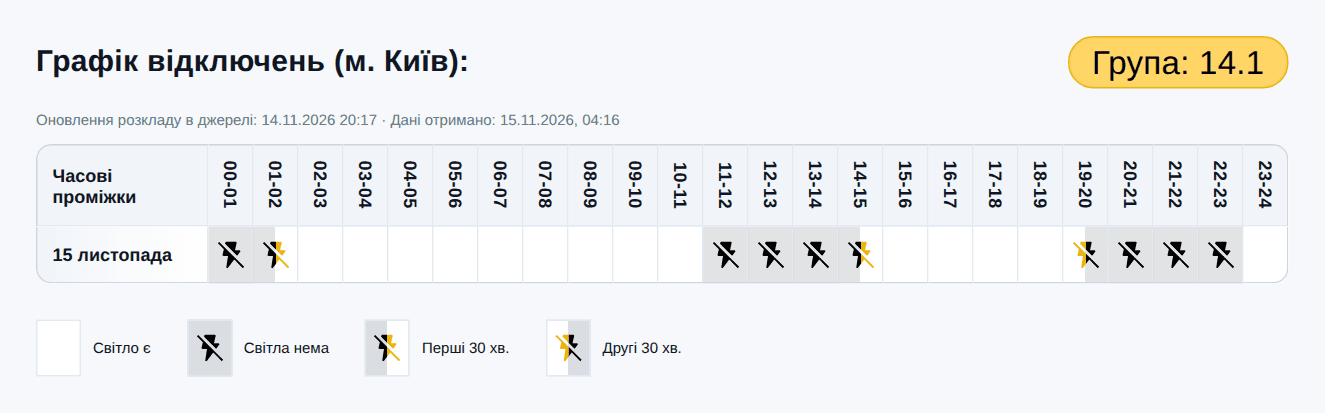 Графік відключень (м. Київ):
Група: 14.1
Оновлення розкладу в джерелі: 14.11.2026 20:17 · Дані отримано: 15.11.2026, 04:16
Часові
проміжки
00-01
01-02
02-03
03-04
04-05
05-06
06-07
07-08
08-09
09-10
10-11
11-12
12-13
13-14
14-15
15-16
16-17
17-18
18-19
19-20
20-21
21-22
22-23
23-24
15 листопада
Світло є
Світла нема
Перші 30 хв.
Другі 30 хв.